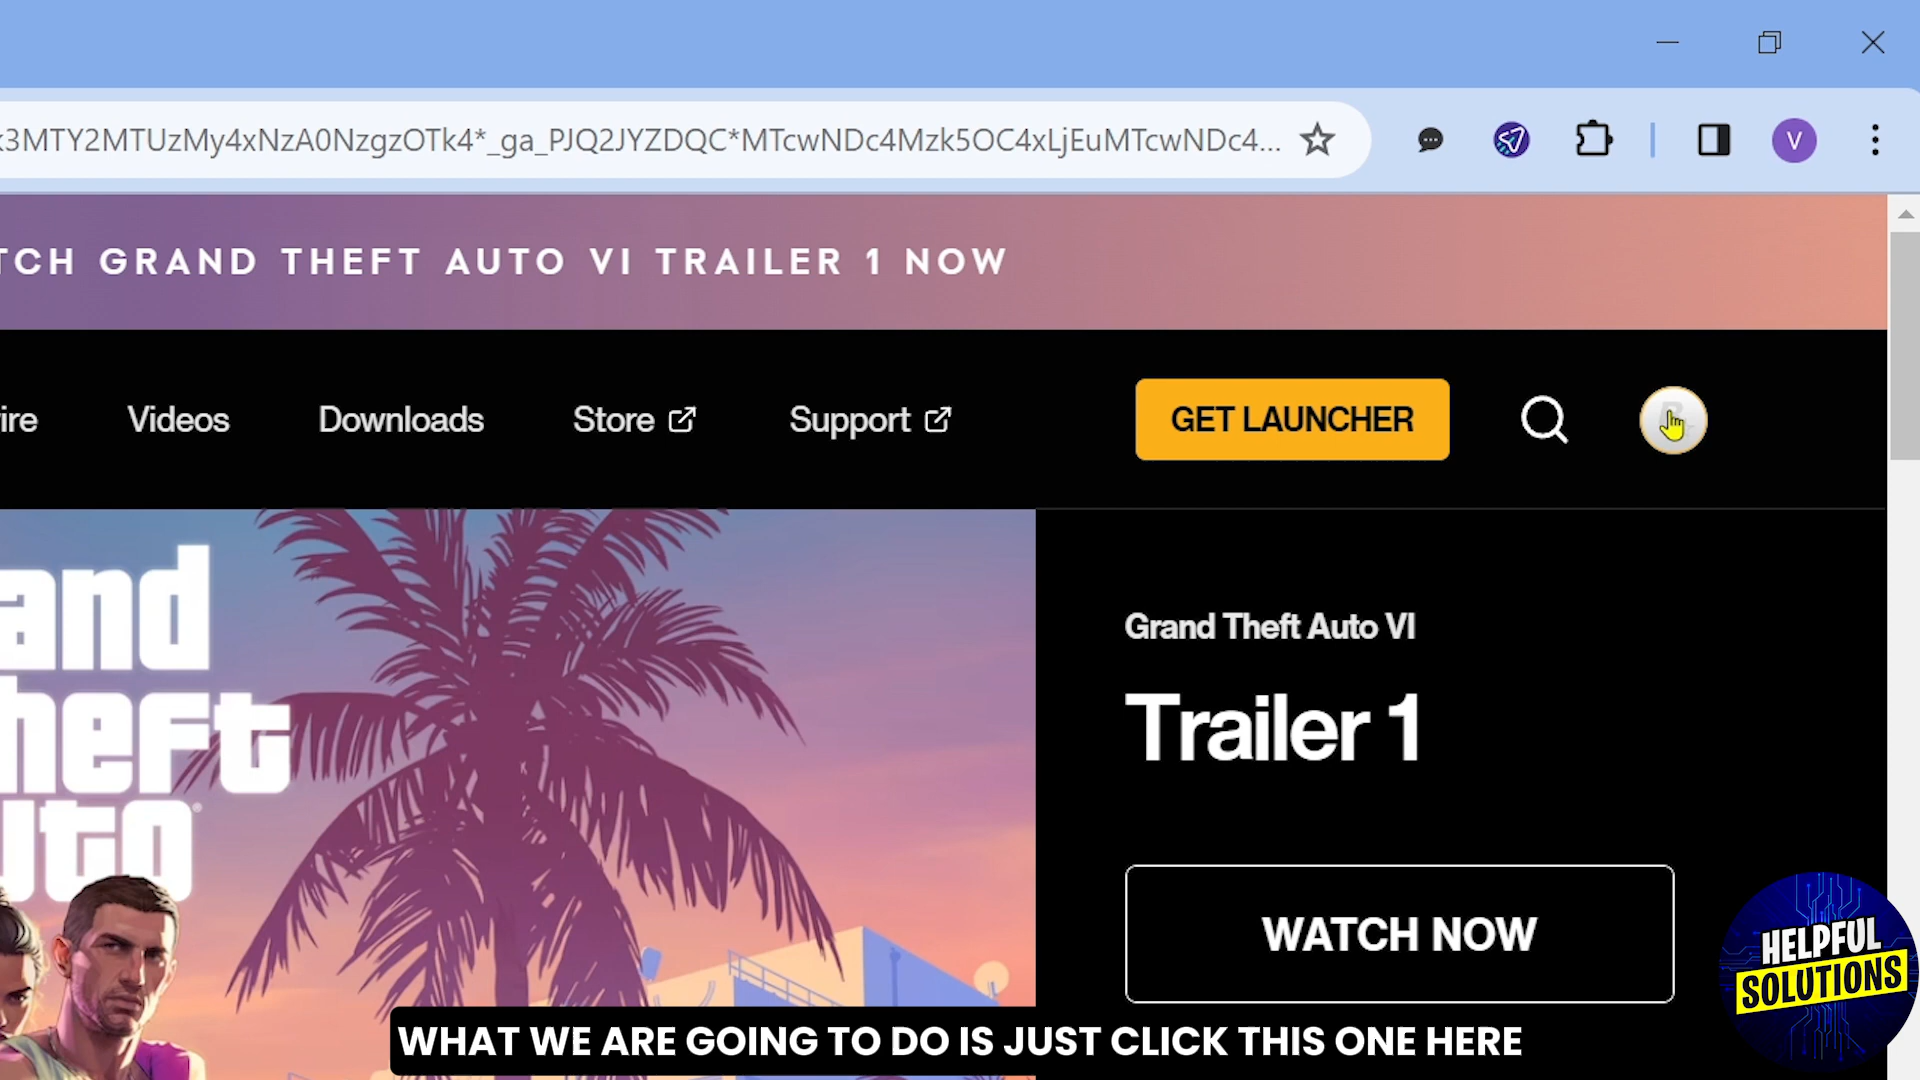 k3MTY2MTUzMy4xNzA0NzgzOTk4*_ga_PJQ2JYZDQC*MTcwNDc4Mzk5OC4xLjEuMTcwNDc4...
V
TCH GRAND THEFT AUTO VI TRAILER 1 NOW
ire Videos Downloads Store Support GET LAUNCHER
and
heft
uto
Grand Theft Auto VI
Trailer 1
WATCH NOW
HELPFUL
SOLUTIONS
WHAT WE ARE GOING TO DO IS JUST CLICK THIS ONE HERE